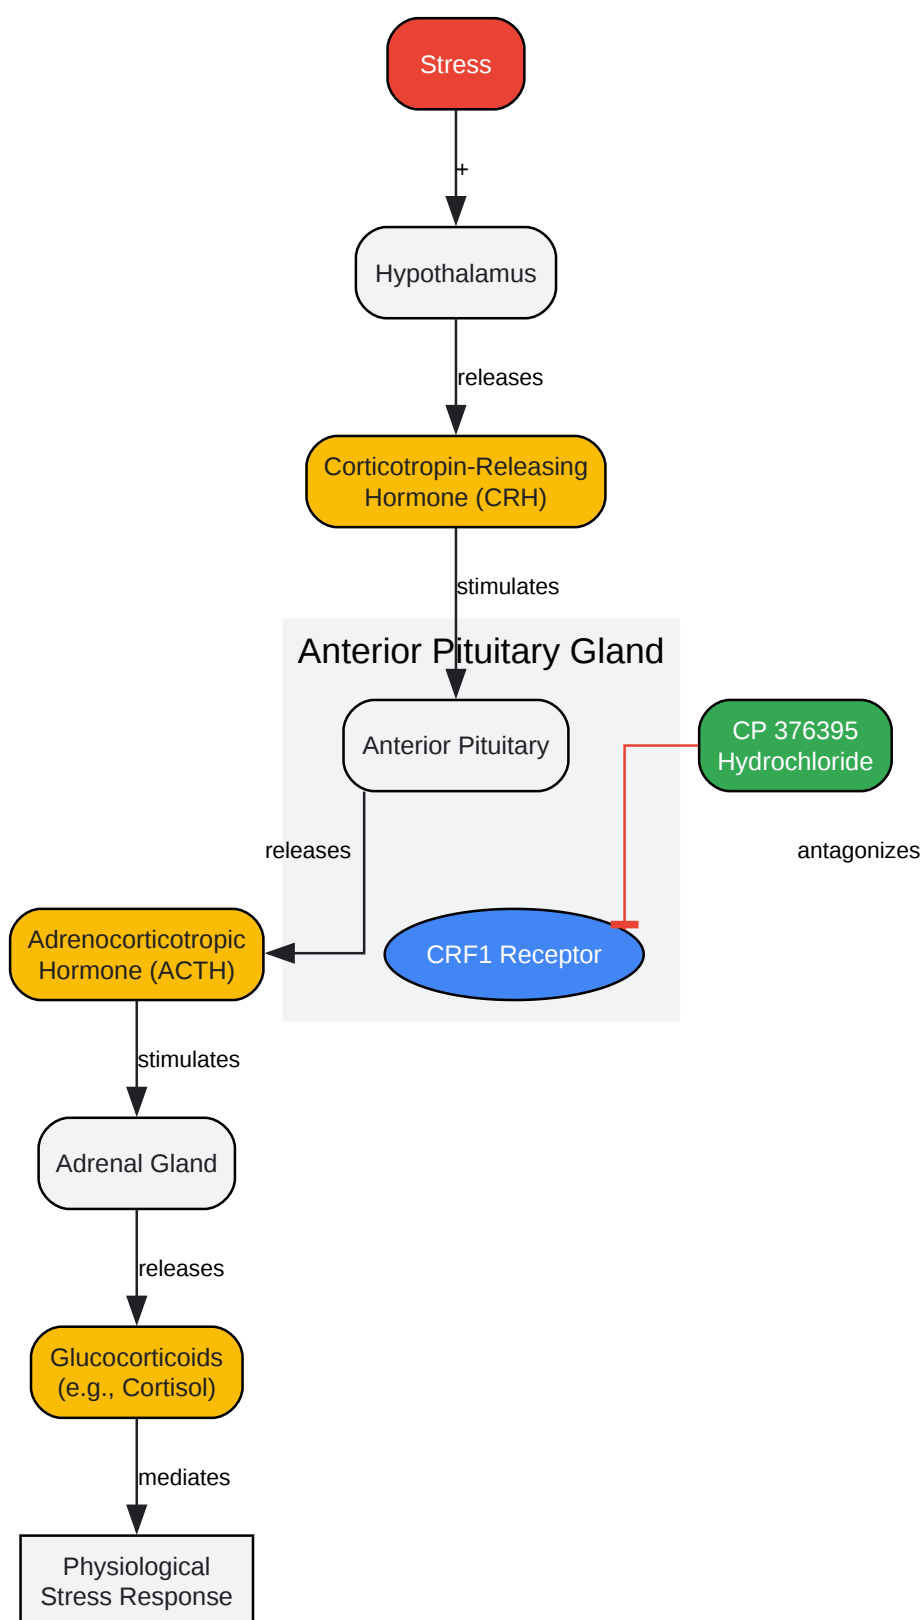 Stress
+
Hypothalamus
releases
Corticotropin-Releasing
Hormone (CRH)
stimulates
Anterior Pituitary Gland
Anterior Pituitary
CP 376395
Hydrochloride
releases
antagonizes
Adrenocorticotropic
Hormone (ACTH)
CRF1 Receptor
stimulates
Adrenal Gland
releases
Glucocorticoids
(e.g., Cortisol)
mediates
Physiological
Stress Response